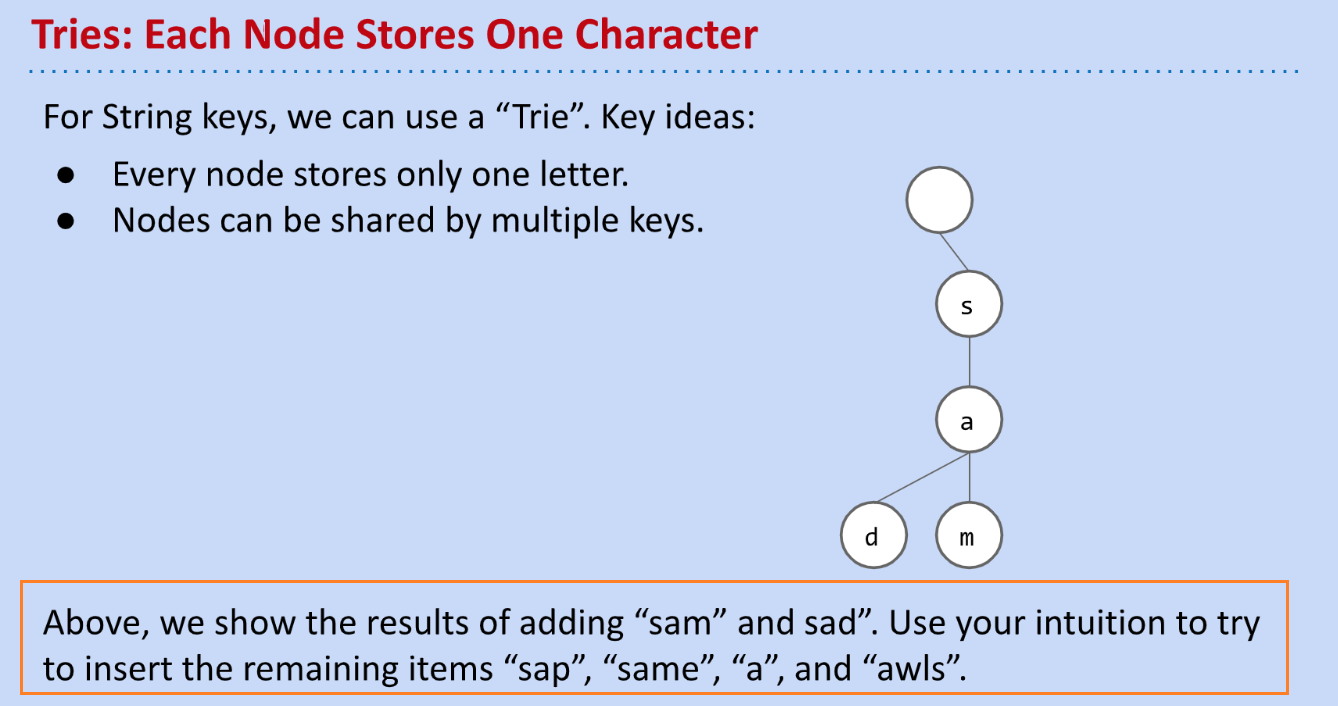 Tries: Each Node Stores One Character
For String keys, we can use a “Trie”. Key ideas:
● Every node stores only one letter.
● Nodes can be shared by multiple keys.
s
a
d m
Above, we show the results of adding “sam” and sad”. Use your intuition to try
to insert the remaining items “sap”, “same”, “a”, and “awls”.